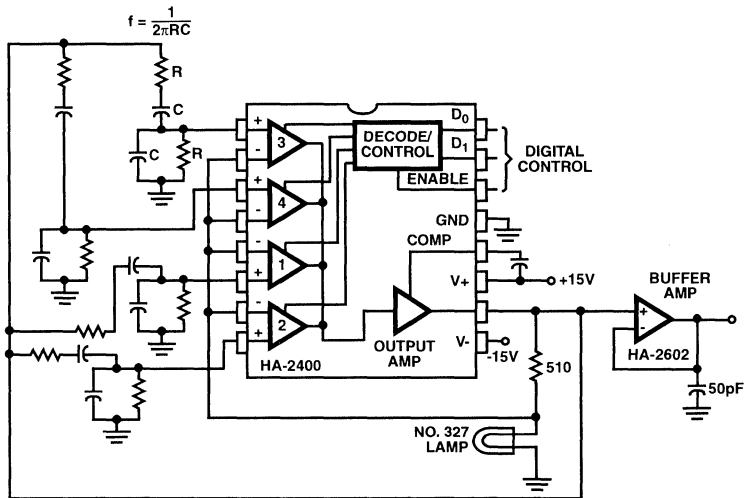 f = 1/2πRC
R
C
C
R
+
-
3
+
-
4
-
+
1
-
+
2
HA-2400
DECODE/
CONTROL
D0
D1
ENABLE
DIGITAL
CONTROL
GND
COMP
V+
+15V
OUTPUT
AMP
V-
-15V
510
NO. 327
LAMP
BUFFER
AMP
+
-
HA-2602
50pF